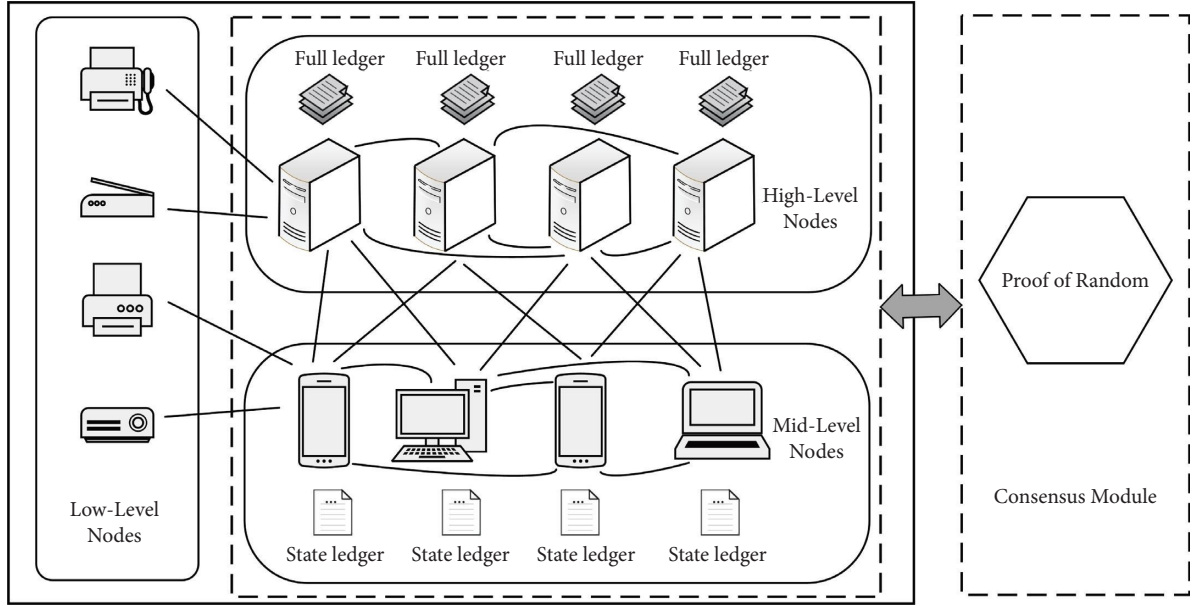 Full ledger Full ledger Full ledger Full ledger
High-Level
Nodes
Proof of Random
Mid-Level
Nodes
Low-Level
Nodes
Consensus Module
State ledger State ledger State ledger State ledger